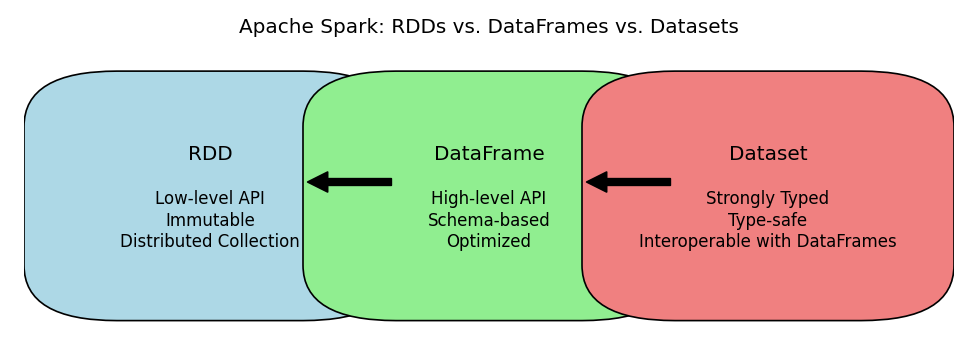 Apache Spark: RDDs vs. DataFrames vs. Datasets
RDD
Low-level API
Immutable
Distributed Collection
DataFrame
High-level API
Schema-based
Optimized
Dataset
Strongly Typed
Type-safe
Interoperable with DataFrames